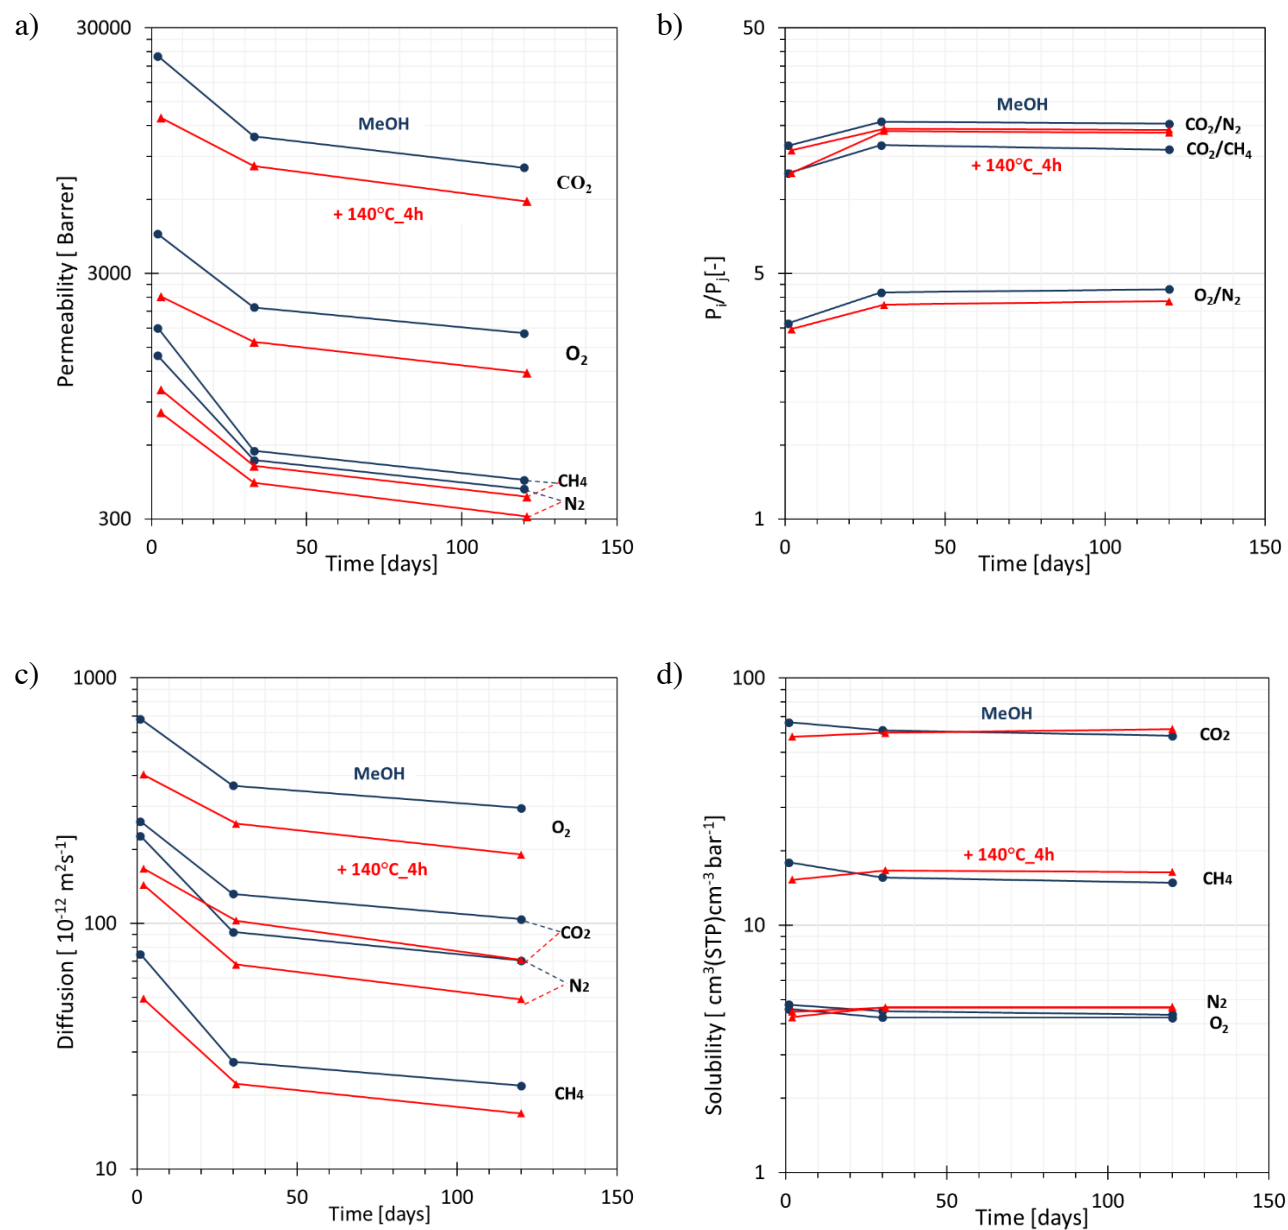 a)
30000
3000
300
Permeability [ Barrer]
MeOH
+ 140°C_4h
CO₂
O₂
CH4
N2
0 50 100 150
Time [days]
b)
50
5
1
Pᵢ/Pⱼ[-]
MeOH
+ 140°C_4h
CO₂/N₂
CO₂/CH₄
O₂/N₂
0 50 100 150
Time [days]
c)
1000
100
10
Diffusion [ 10⁻¹² m²s⁻¹]
MeOH
+ 140°C_4h
O₂
CO2
N2
CH4
0 50 100 150
Time [days]
d)
100
10
1
Solubility [ cm³(STP)cm⁻³ bar⁻¹]
MeOH
+ 140°C_4h
CO2
CH4
N2
O₂
0 50 100 150
Time [days]